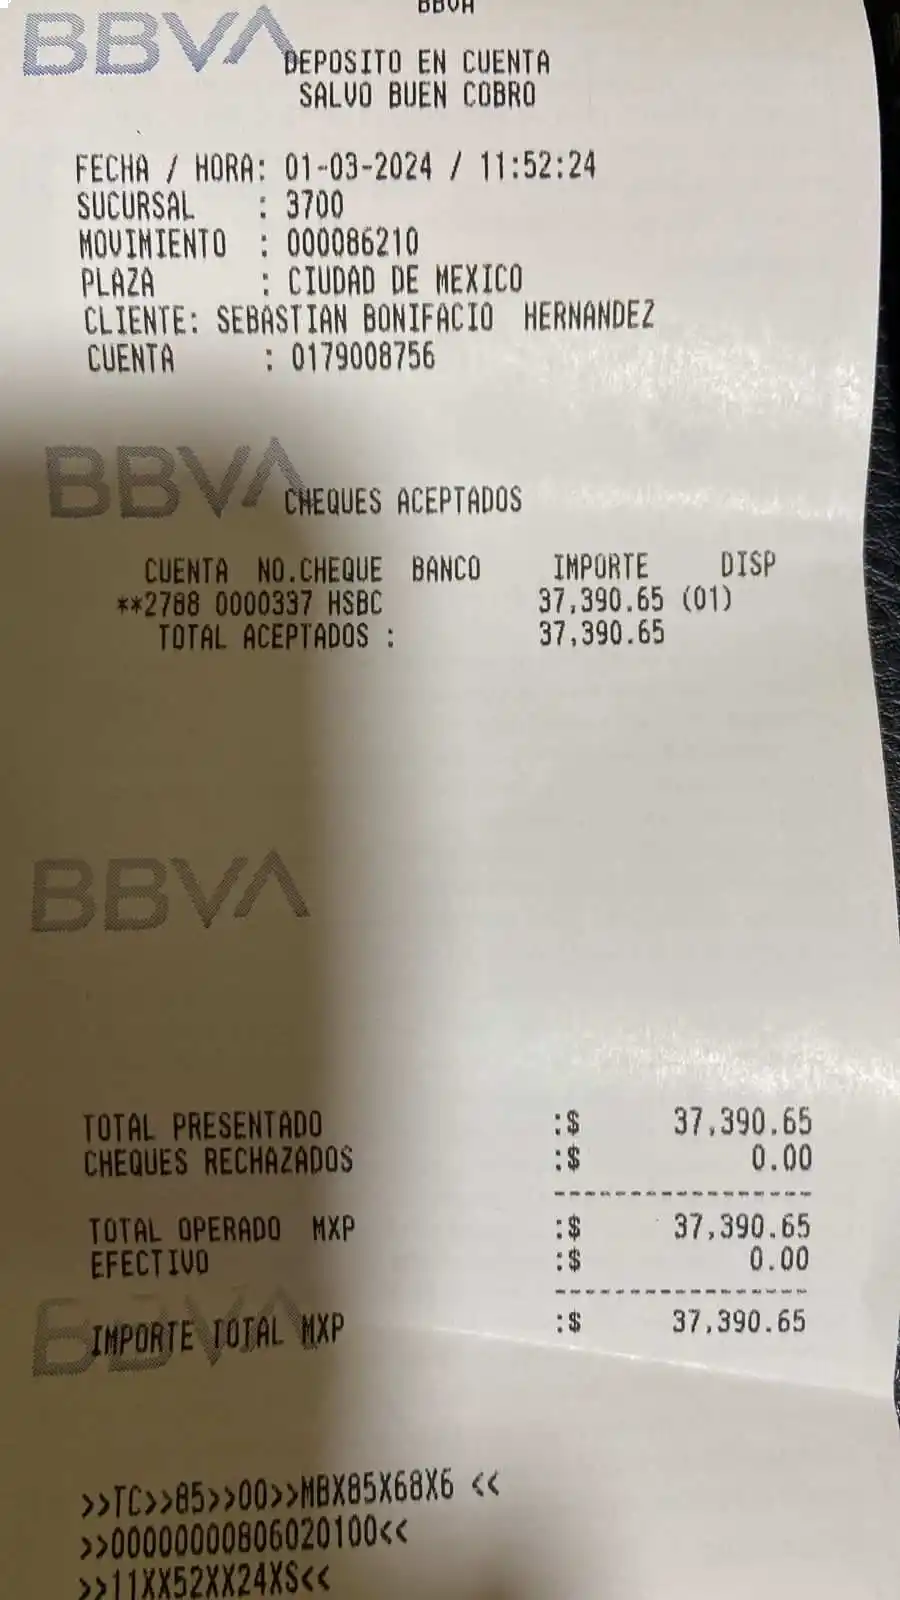 BBVA
BBVA
DEPOSITO EN CUENTA
SALVO BUEN COBRO
FECHA / HORA: 01-03-2024 / 11:52:24
SUCURSAL : 3700
MOVIMIENTO : 000086210
PLAZA : CIUDAD DE MEXICO
CLIENTE: SEBASTIAN BONIFACIO HERNANDEZ
CUENTA : 0179008756
BBVA
CHEQUES ACEPTADOS
CUENTA NO.CHEQUE BANCO IMPORTE DISP
**2788 0000337 HSBC 37,390.65 (01)
TOTAL ACEPTADOS : 37,390.65
BBVA
TOTAL PRESENTADO :$ 37,390.65
CHEQUES RECHAZADOS :$ 0.00
-----------------
TOTAL OPERADO MXP :$ 37,390.65
EFECTIVO :$ 0.00
-----------------
BBVA
IMPORTE TOTAL MXP :$ 37,390.65
>>TC>>85>>00>>MBX85X68X6 <<
>>00000000806020100<<
>>11XX52XX24XS<<